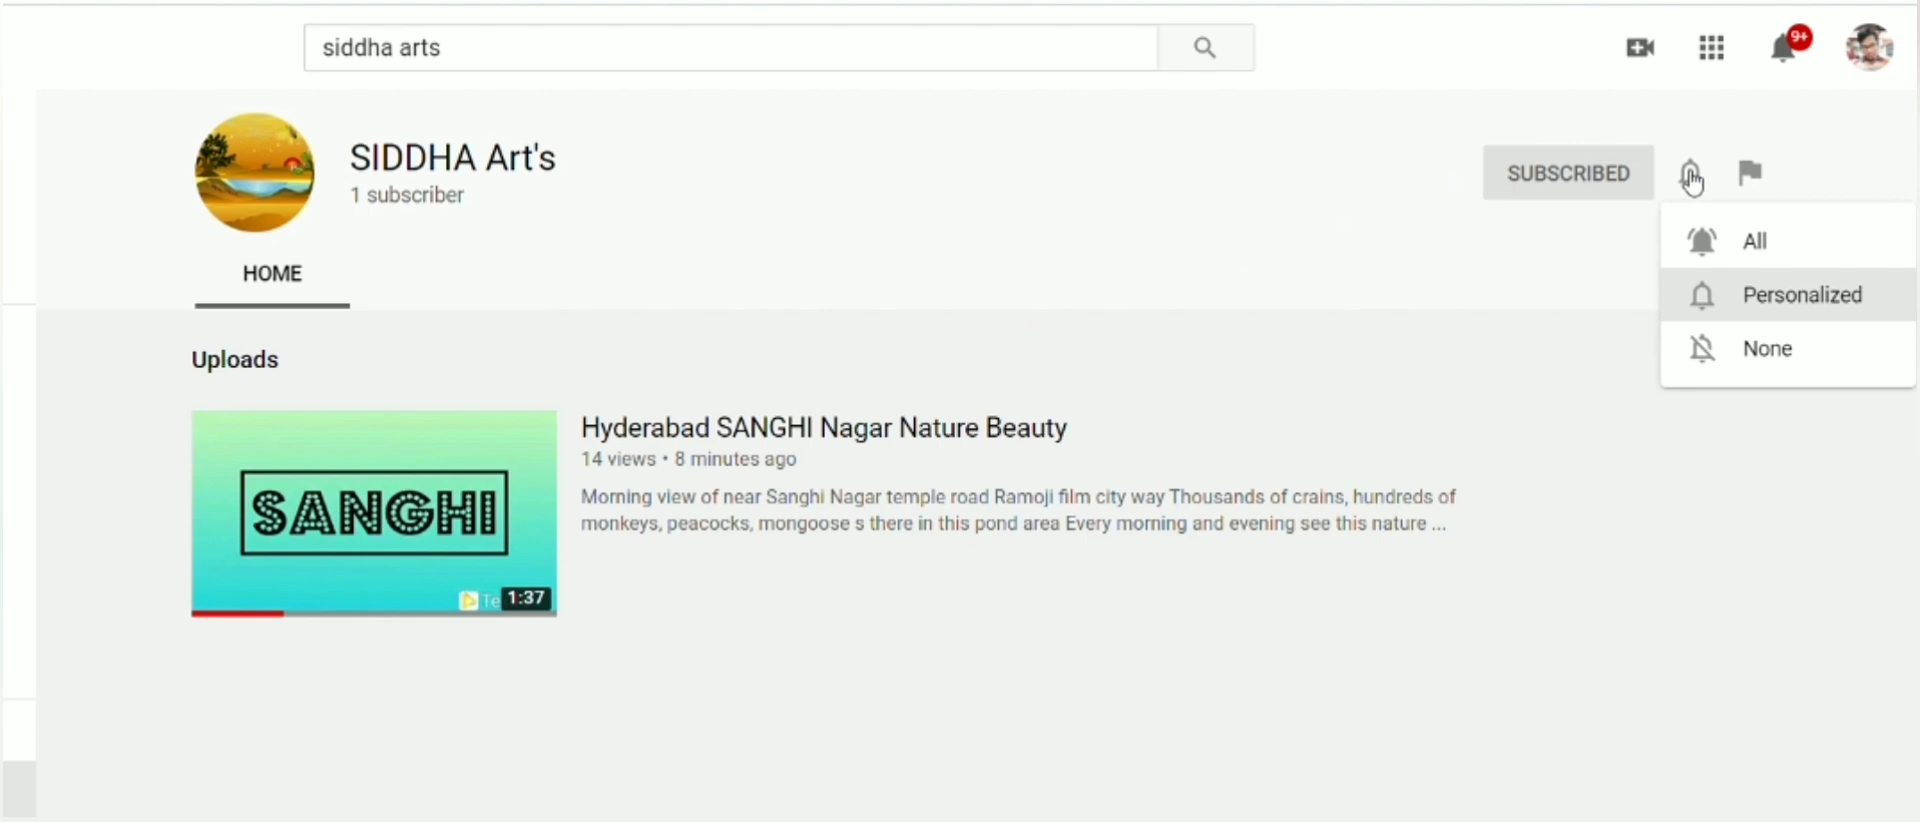 siddha arts
9+
SIDDHA Art's
1 subscriber
SUBSCRIBED
HOME
All
Personalized
None
Uploads
SANGHI
Te
1:37
Hyderabad SANGHI Nagar Nature Beauty
14 views • 8 minutes ago
Morning view of near Sanghi Nagar temple road Ramoji film city way Thousands of crains, hundreds of
monkeys, peacocks, mongoose s there in this pond area Every morning and evening see this nature ...